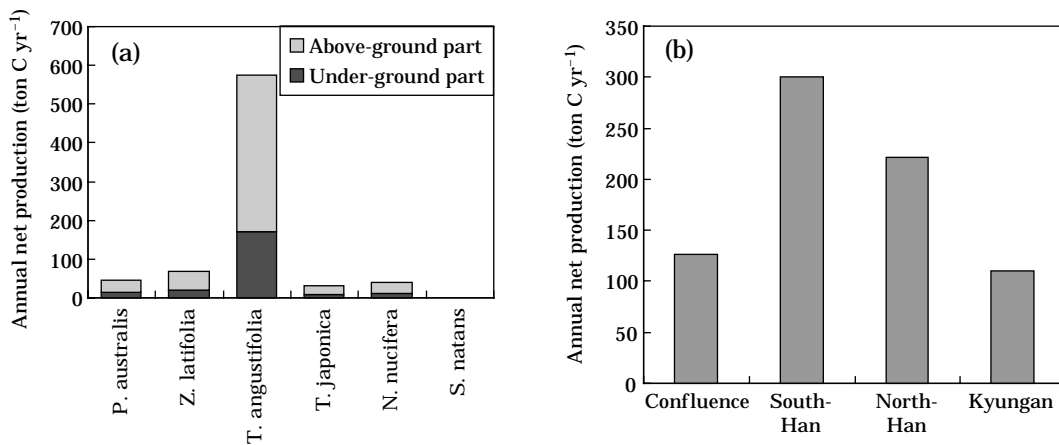 (a)
Above-ground part
Under-ground part
Annual net production (ton C yr⁻¹)
700
600
500
400
300
200
100
0
P. australis
Z. latifolia
T. angustifolia
T. japonica
N. nucifera
S. natans
(b)
Annual net production (ton C yr⁻¹)
350
300
250
200
150
100
50
0
Confluence
South-
Han
North-
Han
Kyungan